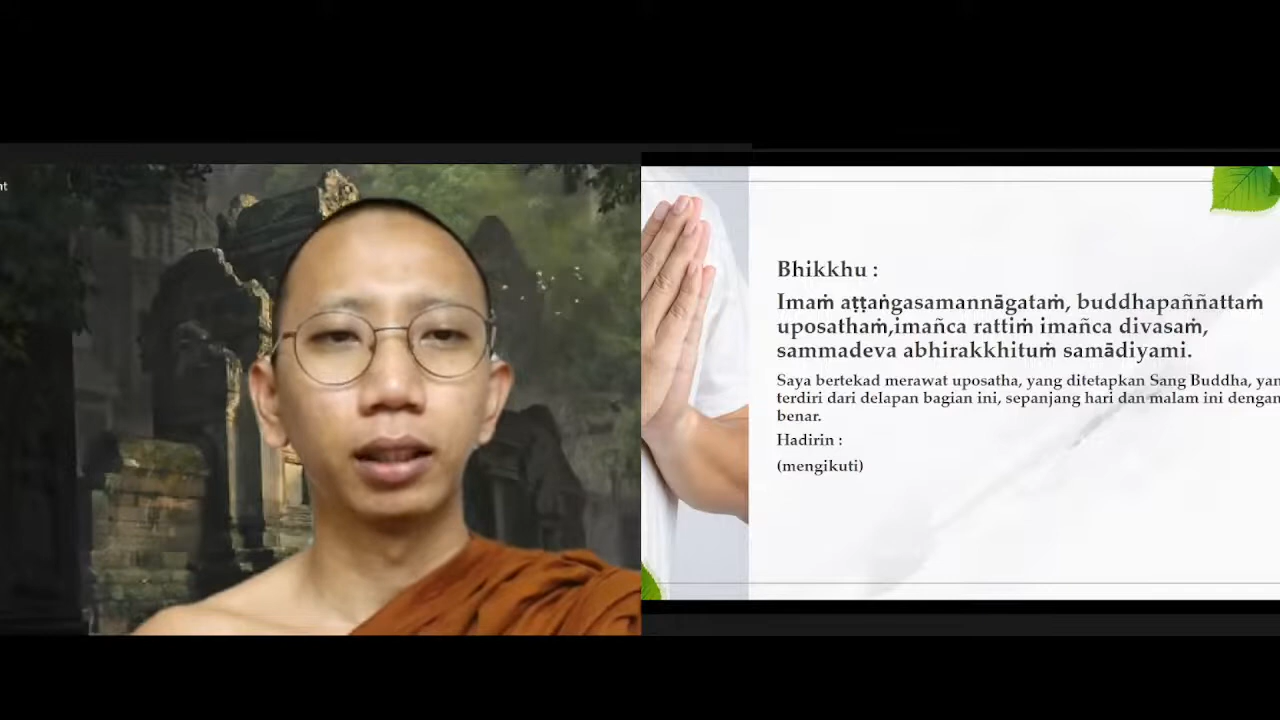 nt
Bhikkhu :
Imaṁ aṭṭaṅgasamannāgataṁ, buddhapaññattaṁ
uposathaṁ,imañca rattiṁ imañca divasaṁ,
sammadeva abhirakkhituṁ samādiyami.
Saya bertekad merawat uposatha, yang ditetapkan Sang Buddha, yan
terdiri dari delapan bagian ini, sepanjang hari dan malam ini dengan
benar.
Hadirin :
(mengikuti)